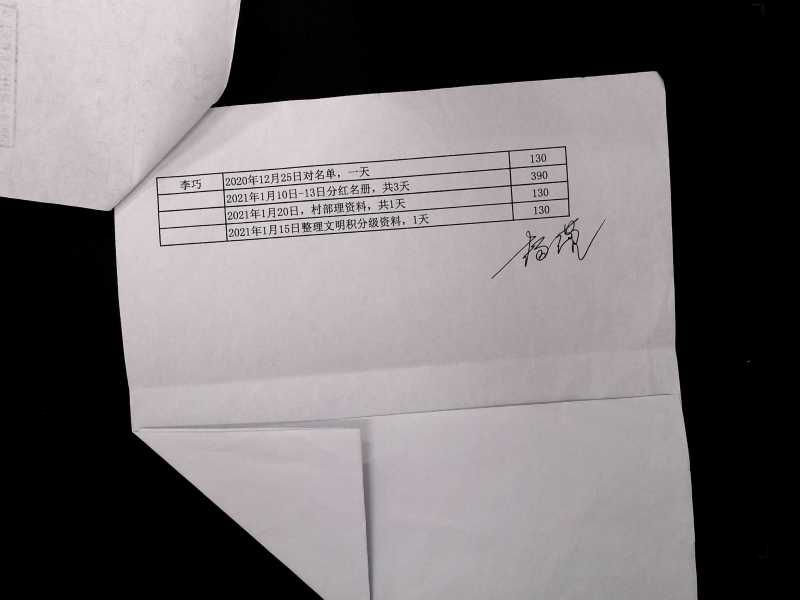 李巧 2020年12月25日对名单，一天 130
2021年1月10日-13日分红名册，共3天 390
2021年1月20日，村部理资料，共1天 130
2021年1月15日整理文明积分级资料，1天 130